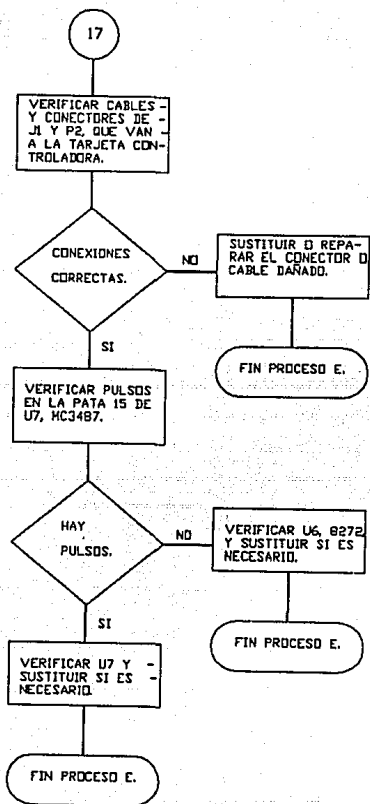 17
VERIFICAR CABLES -
Y CONECTORES DE -
J1 Y P2, QUE VAN
A LA TARJETA CON-
TROLADORA.
CONEXIONES
CORRECTAS.
NO
SUSTITUIR O REPA-
RAR EL CONECTOR O
CABLE DAÑADO.
SI
FIN PROCESO E.
VERIFICAR PULSOS
EN LA PATA 15 DE
U7, MC3487.
HAY
PULSOS.
NO
VERIFICAR U6, 8272
Y SUSTITUIR SI ES
NECESARIO.
SI
FIN PROCESO E.
VERIFICAR U7 Y -
SUSTITUIR SI ES -
NECESARIO.
FIN PROCESO E.